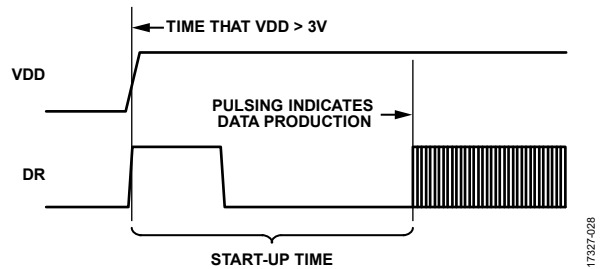 TIME THAT VDD > 3V
VDD
PULSING INDICATES
DATA PRODUCTION
DR
START-UP TIME
17327-028